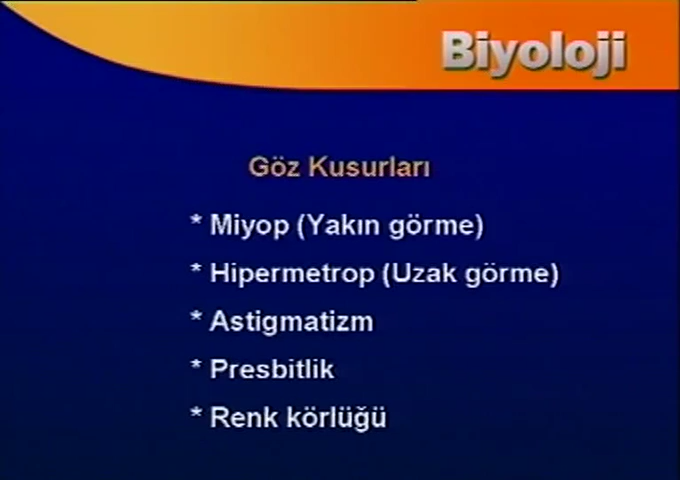 Biyoloji
Göz Kusurları
* Miyop (Yakın görme)
* Hipermetrop (Uzak görme)
* Astigmatizm
* Presbitlik
* Renk körlüğü